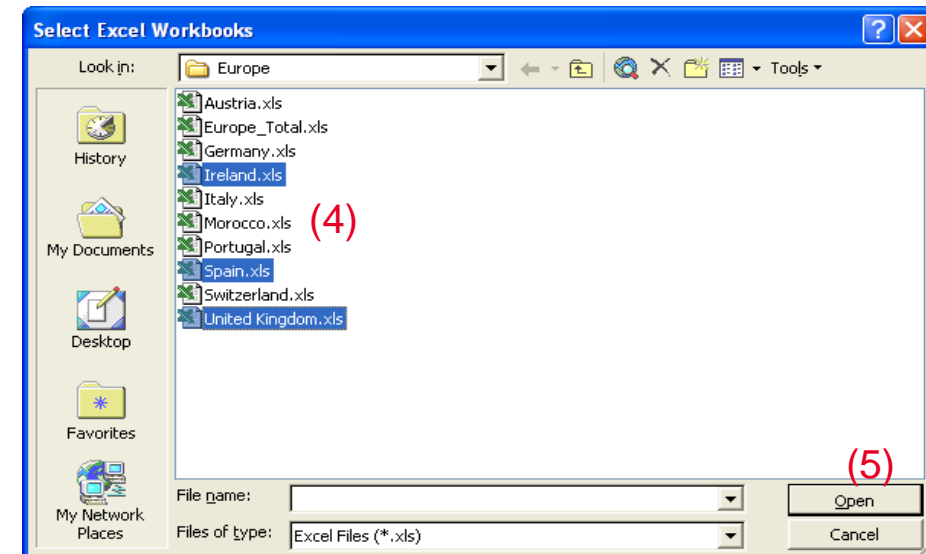 Select Excel Workbooks
Look in:
Europe
Tools
History
My Documents
Desktop
Favorites
My Network
Places
Austria.xls
Europe_Total.xls
Germany.xls
Ireland.xls
Italy.xls
Morocco.xls
(4)
Portugal.xls
Spain.xls
Switzerland.xls
United Kingdom.xls
(5)
File name:
Open
Files of type:
Excel Files (*.xls)
Cancel